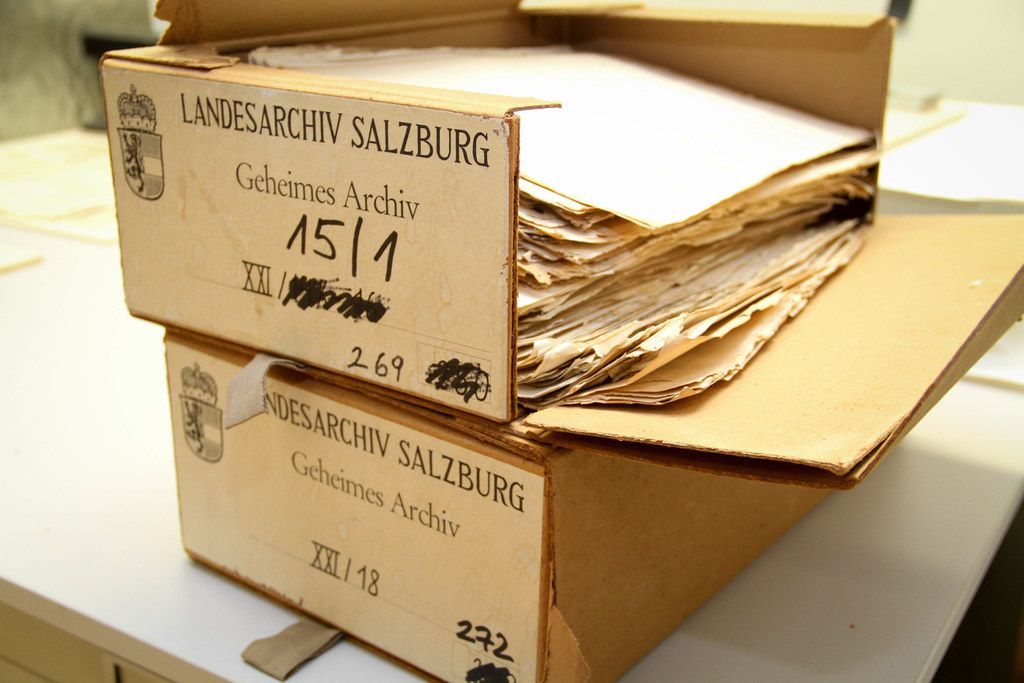 LANDESARCHIV SALZBURG
Geheimes Archiv
15/1
XXI /
269
NDESARCHIV SALZBURG
Geheimes Archiv
XXI / 18
272